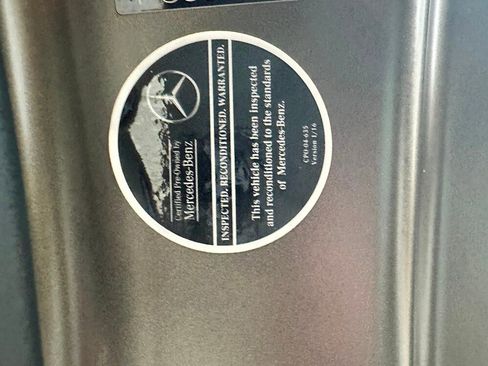 Certified Pre-Owned by
Mercedes-Benz
INSPECTED. RECONDITIONED. WARRANTED.
This vehicle has been inspected
and reconditioned to the standards
of Mercedes-Benz.
CPO-04-635
Version 1/16